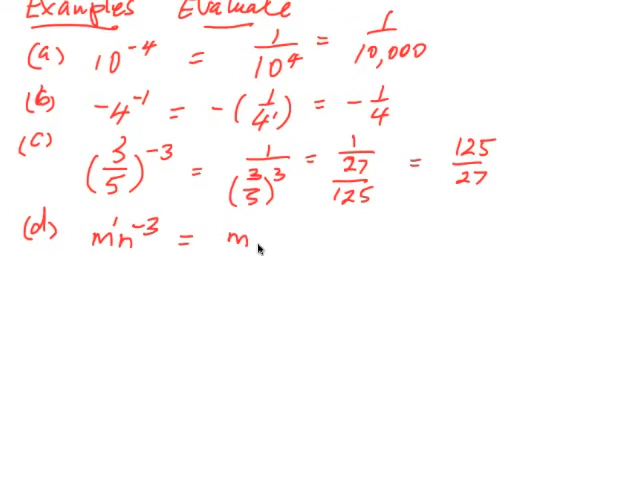 Examples Evaluate
(a) 10^-4 = 1/10^4 = 1/10,000
(b) -4^-1 = -(1/4^1) = -1/4
(c) (3/5)^-3 = 1/(3/5)^3 = 1/(27/125) = 125/27
(d) m^1n^-3 = m